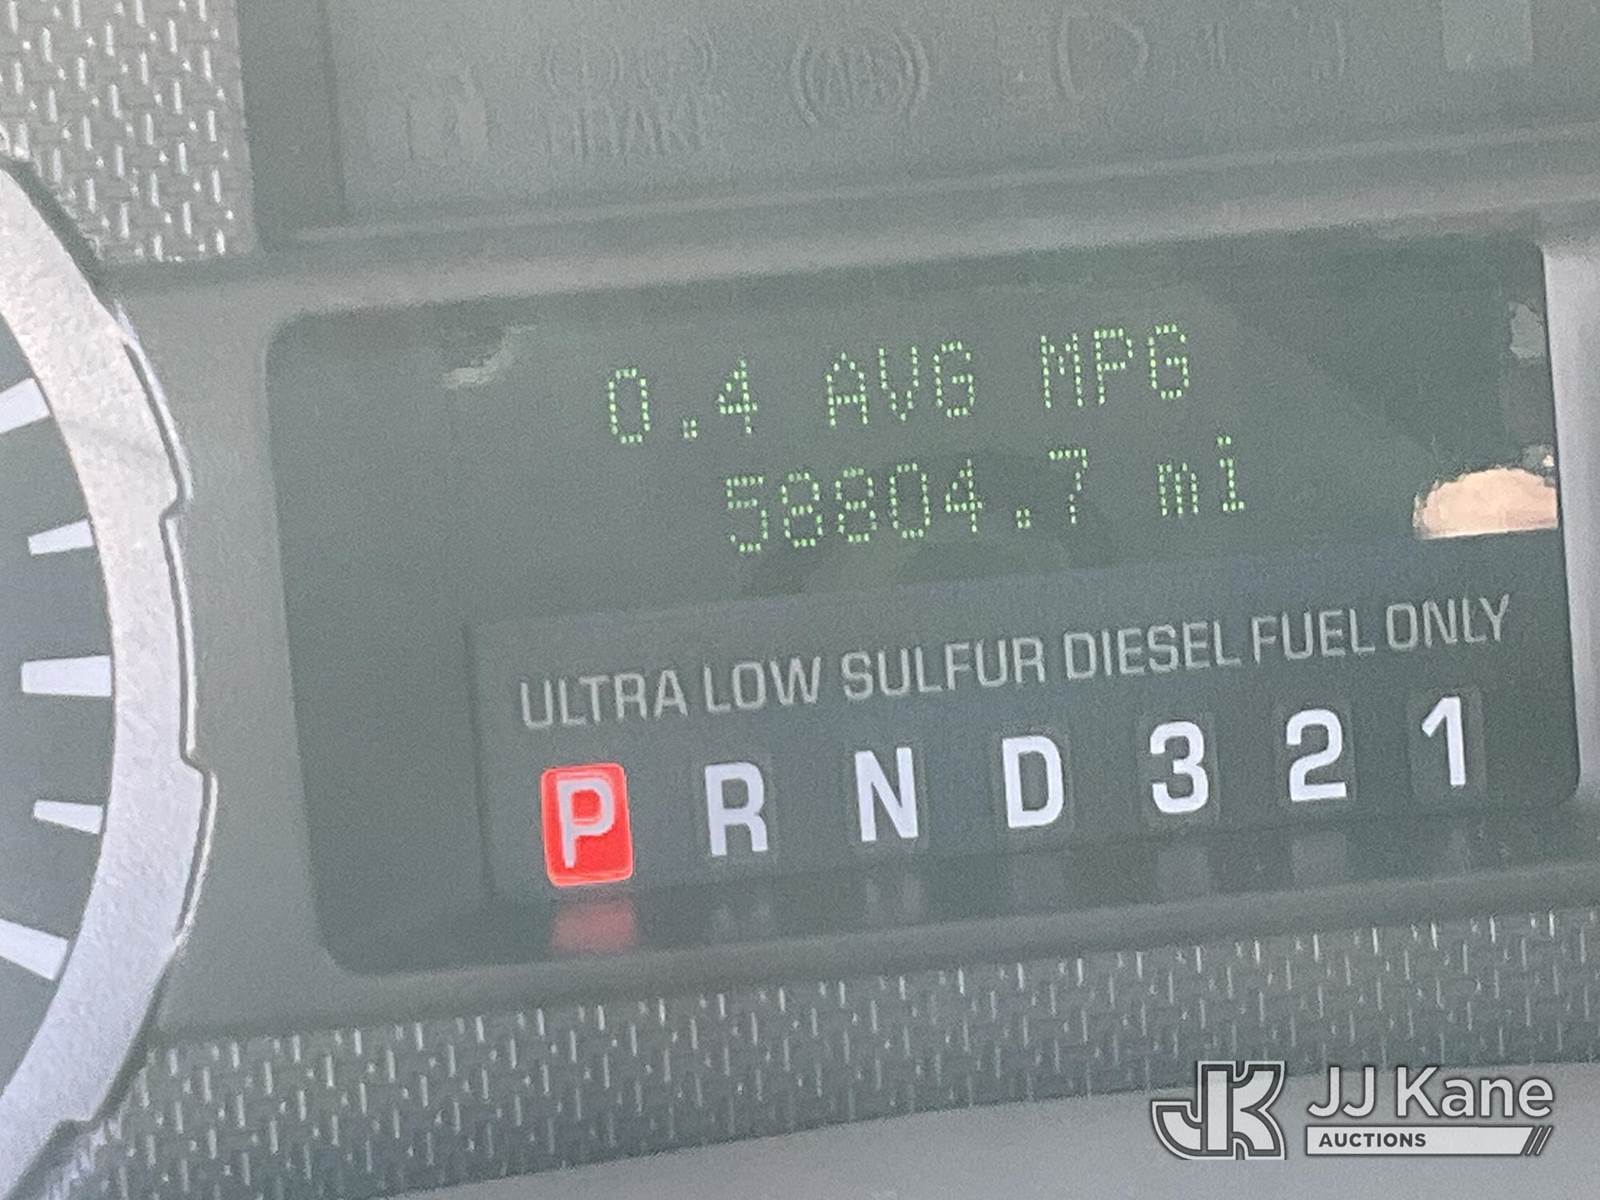 BRAKE
0.4 AVG MPG
58804.7 mi
ULTRA LOW SULFUR DIESEL FUEL ONLY
P R N D 3 2 1
JK JJ Kane
AUCTIONS